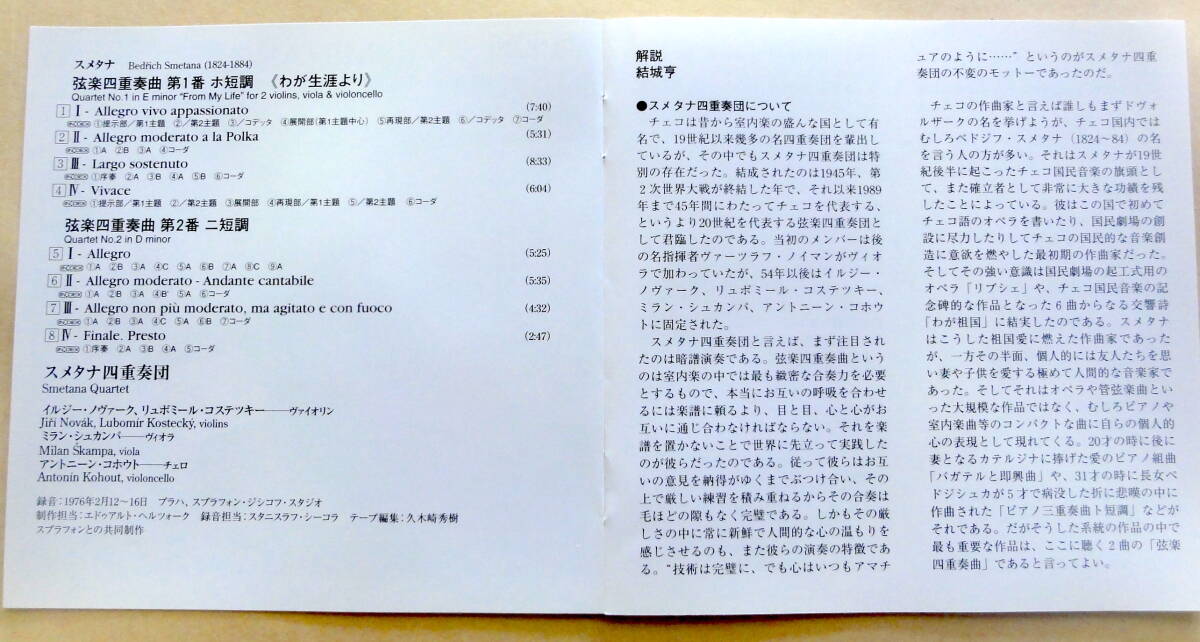 スメタナ Bedřich Smetana (1824-1884)
弦楽四重奏曲 第1番 ホ短調 《わが生涯より》
Quartet No.1 in E minor "From My Life" for 2 violins, viola & violoncello
1 I - Allegro vivo appassionato (7:40)
①提示部/第1主題 ②/第2主題 ③/コデッタ ④展開部(第1主題中心) ⑤再現部/第2主題 ⑥/コデッタ ⑦コーダ
2 II - Allegro moderato a la Polka (5:31)
①A ②B ③A ④コーダ
3 III - Largo sostenuto (8:33)
①序奏 ②A ③B ④A ⑤B ⑥コーダ
4 IV - Vivace (6:04)
①提示部/第1主題 ②/第2主題 ③展開部 ④再現部/第1主題 ⑤/第2主題 ⑥コーダ
弦楽四重奏曲 第2番 ニ短調
Quartet No.2 in D minor
5 I - Allegro (5:25)
①A ②B ③A ④C ⑤A ⑥B ⑦A ⑧C ⑨A
6 II - Allegro moderato - Andante cantabile (5:35)
①A ②B ③A ④B' ⑤A ⑥コーダ
7 III - Allegro non più moderato, ma agitato e con fuoco (4:32)
①A ②B ③A ④C ⑤A ⑥B ⑦コーダ
8 IV - Finale. Presto (2:47)
①序奏 ②A ③B ④A ⑤コーダ
スメタナ四重奏団
Smetana Quartet
イルジー・ノヴァーク、リュボミール・コステツキー――ヴァイオリン
Jiří Novák, Lubomír Kostecký, violins
ミラン・シュカンパ――ヴィオラ
Milan Škampa, viola
アントニーン・コホウト――チェロ
Antonín Kohout, violoncello
録音:1976年2月12〜16日 プラハ、スプラフォン・ジシコフ・スタジオ
制作担当:エドゥアルト・ヘルツォーク 録音担当:スタニスラフ・シーコラ テープ編集:久木崎秀樹
スプラフォンとの共同制作
解説
結城亨
●スメタナ四重奏団について
チェコは昔から室内楽の盛んな国として有
名で、19世紀以来幾多の名四重奏団を輩出し
ているが、その中でもスメタナ四重奏団は特
別の存在だった。結成されたのは1945年、第
2次世界大戦が終結した年で、それ以来1989
年まで45年間にわたってチェコを代表する、
というより20世紀を代表する弦楽四重奏団と
して君臨したのである。当初のメンバーは後
の名指揮者ヴァーツラフ・ノイマンがヴィオ
ラで加わっていたが、54年以後はイルジー・
ノヴァーク、リュボミール・コステツキー、
ミラン・シュカンパ、アントニーン・コホウ
トに固定された。
スメタナ四重奏団と言えば、まず注目され
たのは暗譜演奏である。弦楽四重奏曲という
のは室内楽の中では最も緻密な合奏力を必要
とするもので、本当にお互いの呼吸を合わせ
るには楽譜に頼るより、目と目、心と心がお
互いに通じ合わなければならない。それを楽
譜を置かないことで世界に先立って実践した
のが彼らだったのである。従って彼らはお互
いの意見を納得がゆくまでぶつけ合い、その
上で厳しい練習を積み重ねるからその合奏は
毛ほどの隙もなく完璧である。しかもその厳
しさの中に常に新鮮で人間的な心の温もりを
感じさせるのも、また彼らの演奏の特徴であ
る。“技術は完璧に、でも心はいつもアマチ
ュアのように……”というのがスメタナ四重
奏団の不変のモットーであったのだ。
チェコの作曲家と言えば誰しもまずドヴォ
ルザークの名を挙げようが、チェコ国内では
むしろベドジフ・スメタナ(1824〜84)の名
を言う人の方が多い。それはスメタナが19世
紀後半に起こったチェコ国民音楽の旗頭とし
て、また確立者として非常に大きな功績を残
したことによっている。彼はこの国で初めて
チェコ語のオペラを書いたり、国民劇場の創
設に尽力したりしてチェコの国民的な音楽創
造に意欲を燃やした最初期の作曲家だった。
そしてその強い意識は国民劇場の起工式用の
オペラ「リブシェ」や、チェコ国民音楽の記
念碑的な作品となった6曲からなる交響詩
「わが祖国」に結実したのである。スメタナ
はこうした祖国愛に燃えた作曲家であった
が、一方その半面、個人的には友人たちを思
い妻や子供を愛する極めて人間的な音楽家で
あった。そしてそれはオペラや管弦楽曲とい
った大規模な作品ではなく、むしろピアノや
室内楽曲等のコンパクトな曲に自らの個人的
心の表現として現れてくる。20才の時に後に
妻となるカテルジナに捧げた愛のピアノ組曲
「バガテルと即興曲」や、31才の時に長女ベ
ドジシュカが5才で病没した折に悲嘆の中に
作曲された「ピアノ三重奏曲ト短調」などが
それである。だがそうした系統の作品の中で
最も重要な作品は、ここに聴く2曲の「弦楽
四重奏曲」であると言ってよい。